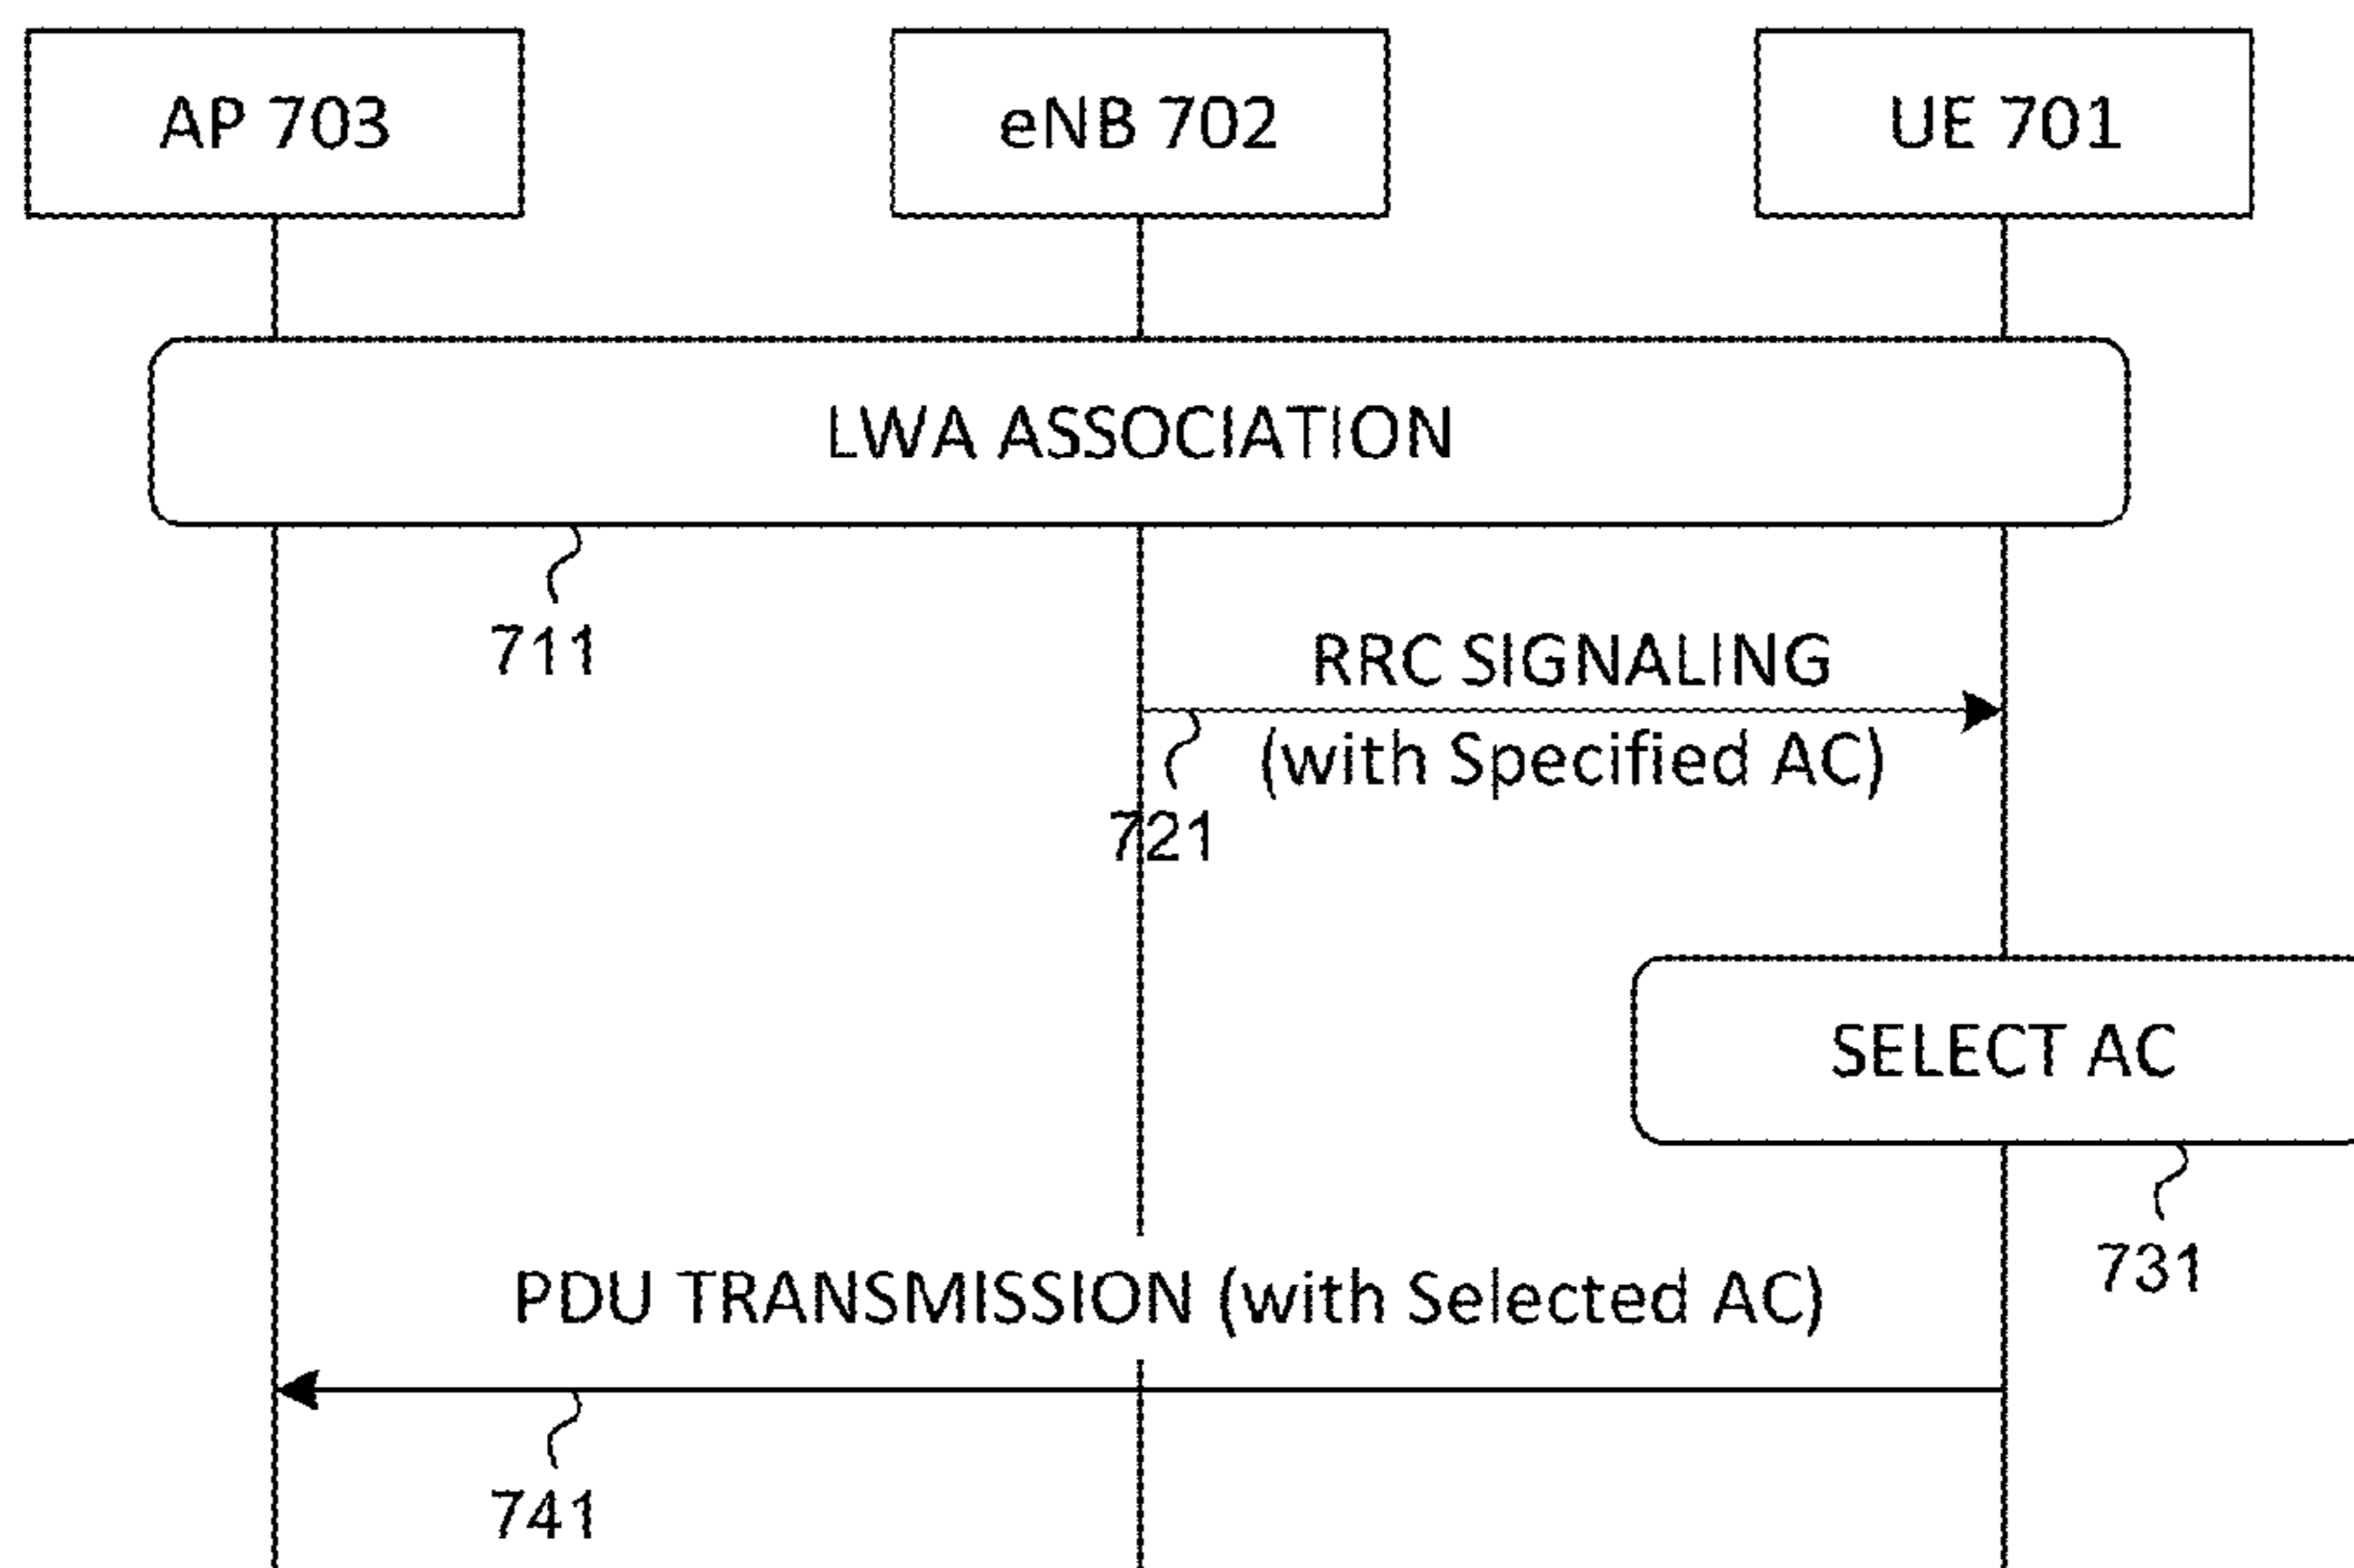 AP 703
eNB 702
UE 701
LWA ASSOCIATION
711
RRC SIGNALING
(with Specified AC)
721
SELECT AC
731
PDU TRANSMISSION (with Selected AC)
741